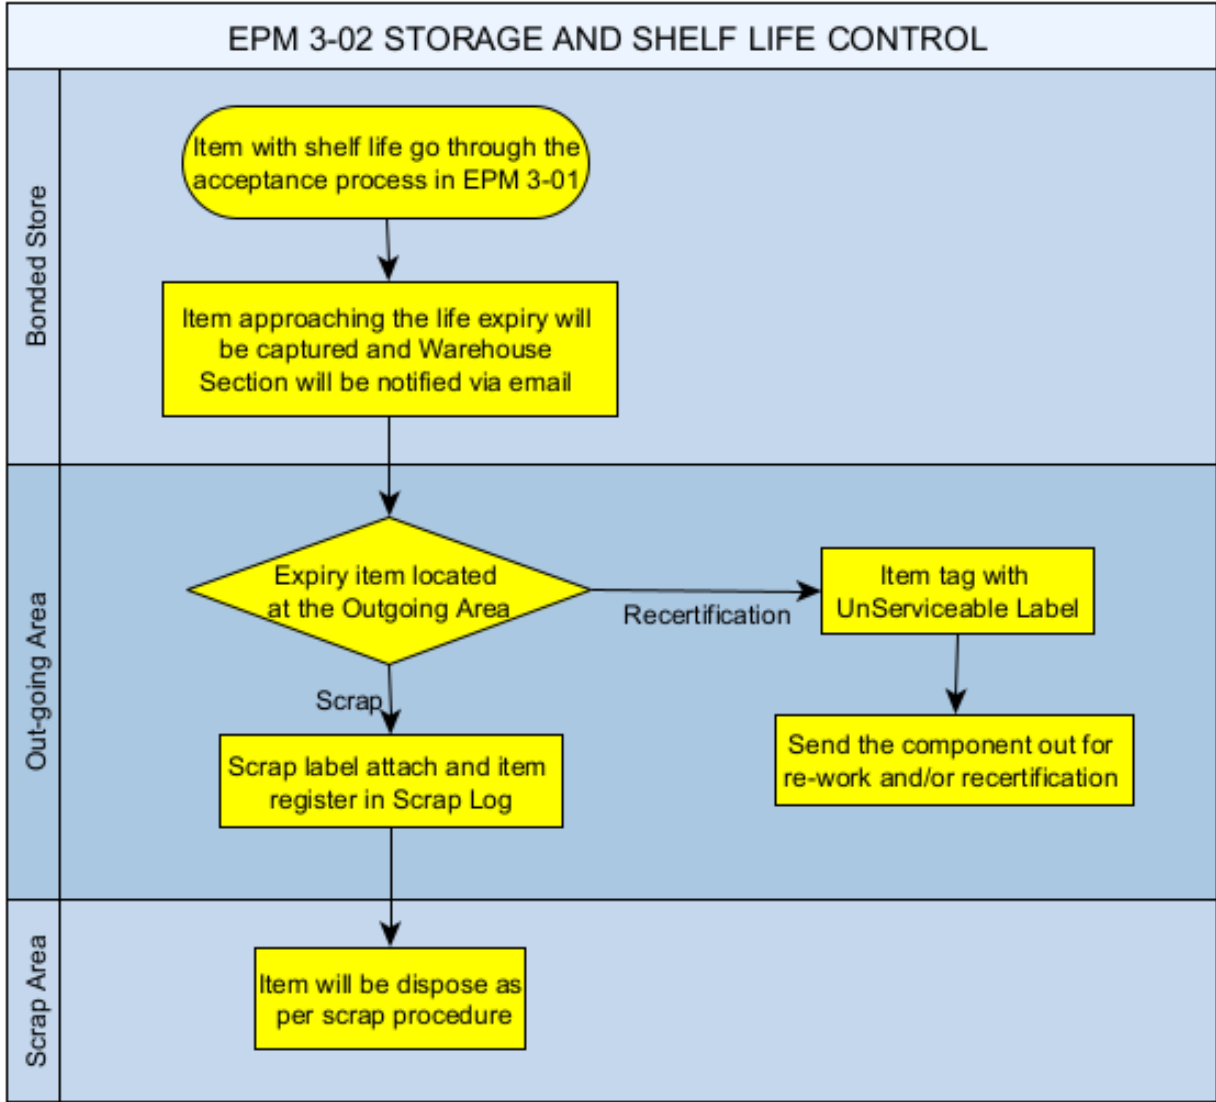 EPM 3-02 STORAGE AND SHELF LIFE CONTROL
Bonded Store
Item with shelf life go through the
acceptance process in EPM 3-01
Item approaching the life expiry will
be captured and Warehouse
Section will be notified via email
Out-going Area
Expiry item located
at the Outgoing Area
Recertification
Item tag with
UnServiceable Label
Scrap
Send the component out for
re-work and/or recertification
Scrap label attach and item
register in Scrap Log
Scrap Area
Item will be dispose as
per scrap procedure